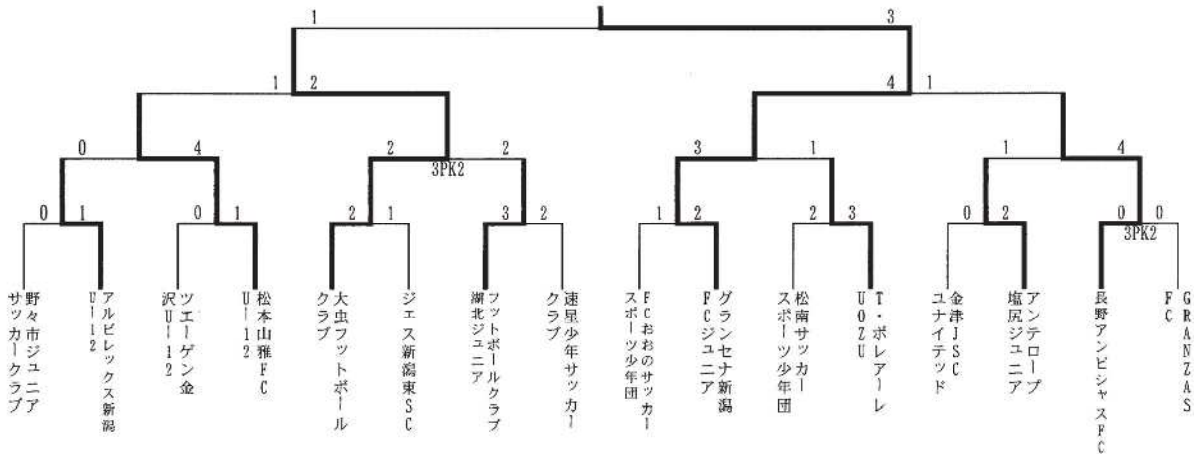 1 3
1 2 4 1
0 4 2 2 3 1 1 4
3PK2
0 1 0 1 2 1 3 2 1 2 2 3 0 2 0 0
3PK2
野々市ジュニア
サッカークラブ
アルビレックス新潟
U-12
ツエーゲン金
沢U-12
松本山雅FC
U-12
大虫フットボール
クラブ
ジェス新潟東SC
フットボールクラブ
湖北ジュニア
速星少年サッカー
クラブ
FCおおのサッカー
スポーツ少年団
グランセナ新潟
FCジュニア
松南サッカー
スポーツ少年団
T・ボレアーレ
UOZU
金津JSC
ユナイテッド
アンテロープ
塩尻ジュニア
長野アンビシャスFC
GRANZAS
FC